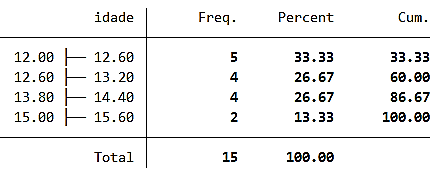 idade Freq. Percent Cum.
12.00 ├─ 12.60 5 33.33 33.33
12.60 ├─ 13.20 4 26.67 60.00
13.80 ├─ 14.40 4 26.67 86.67
15.00 ├─ 15.60 2 13.33 100.00
Total 15 100.00